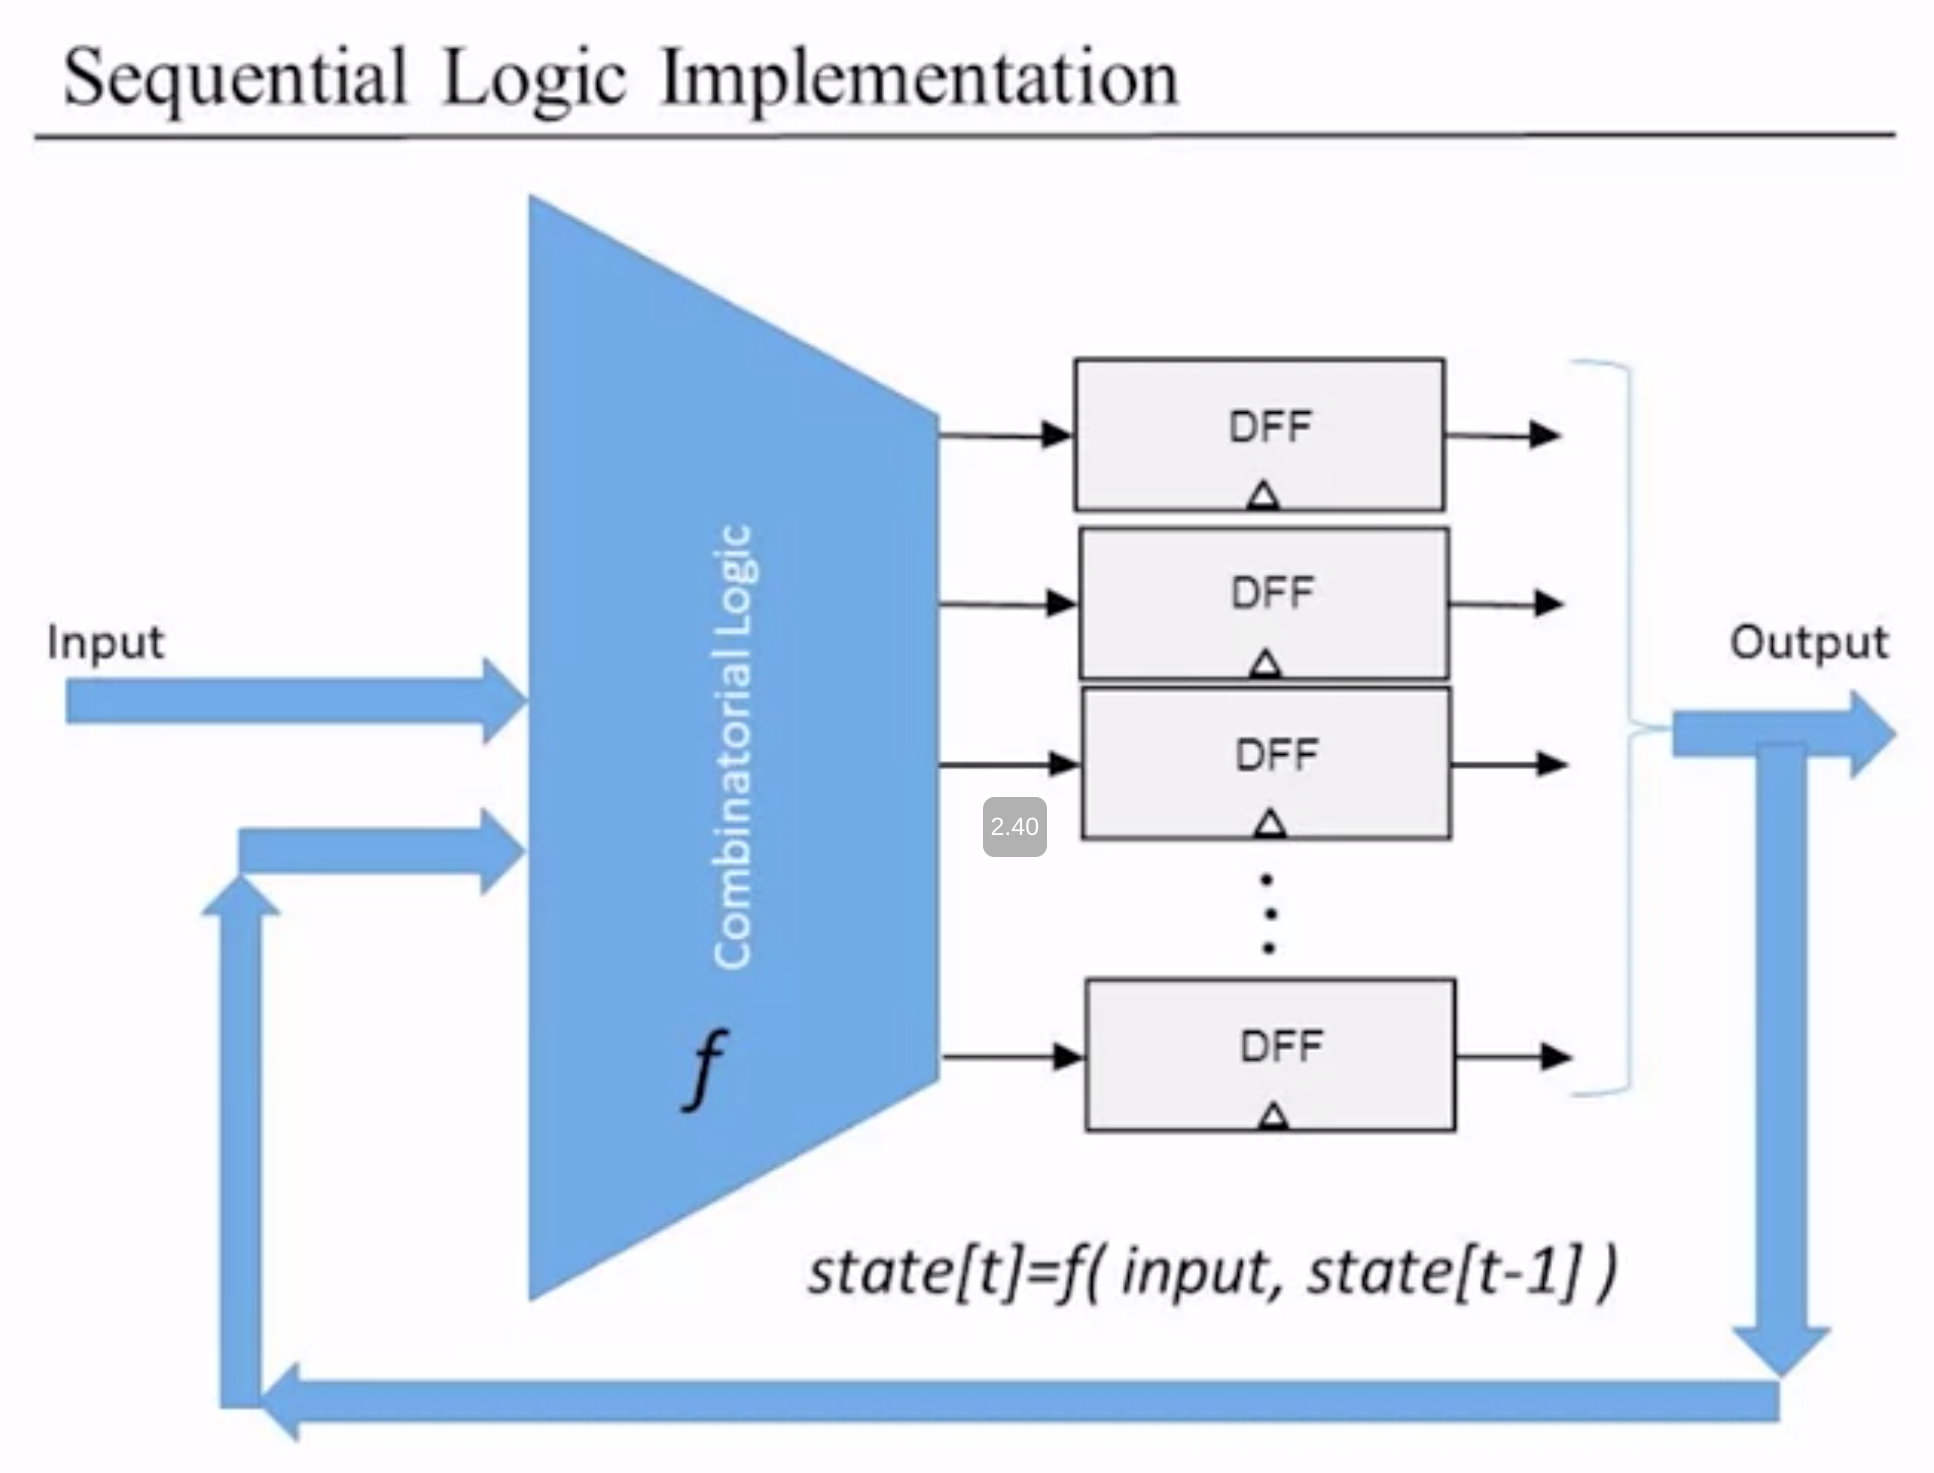 Sequential Logic Implementation
Input
Combinatorial Logic
f
DFF
DFF
DFF
DFF
2.40
Output
state[t]=f( input, state[t-1] )